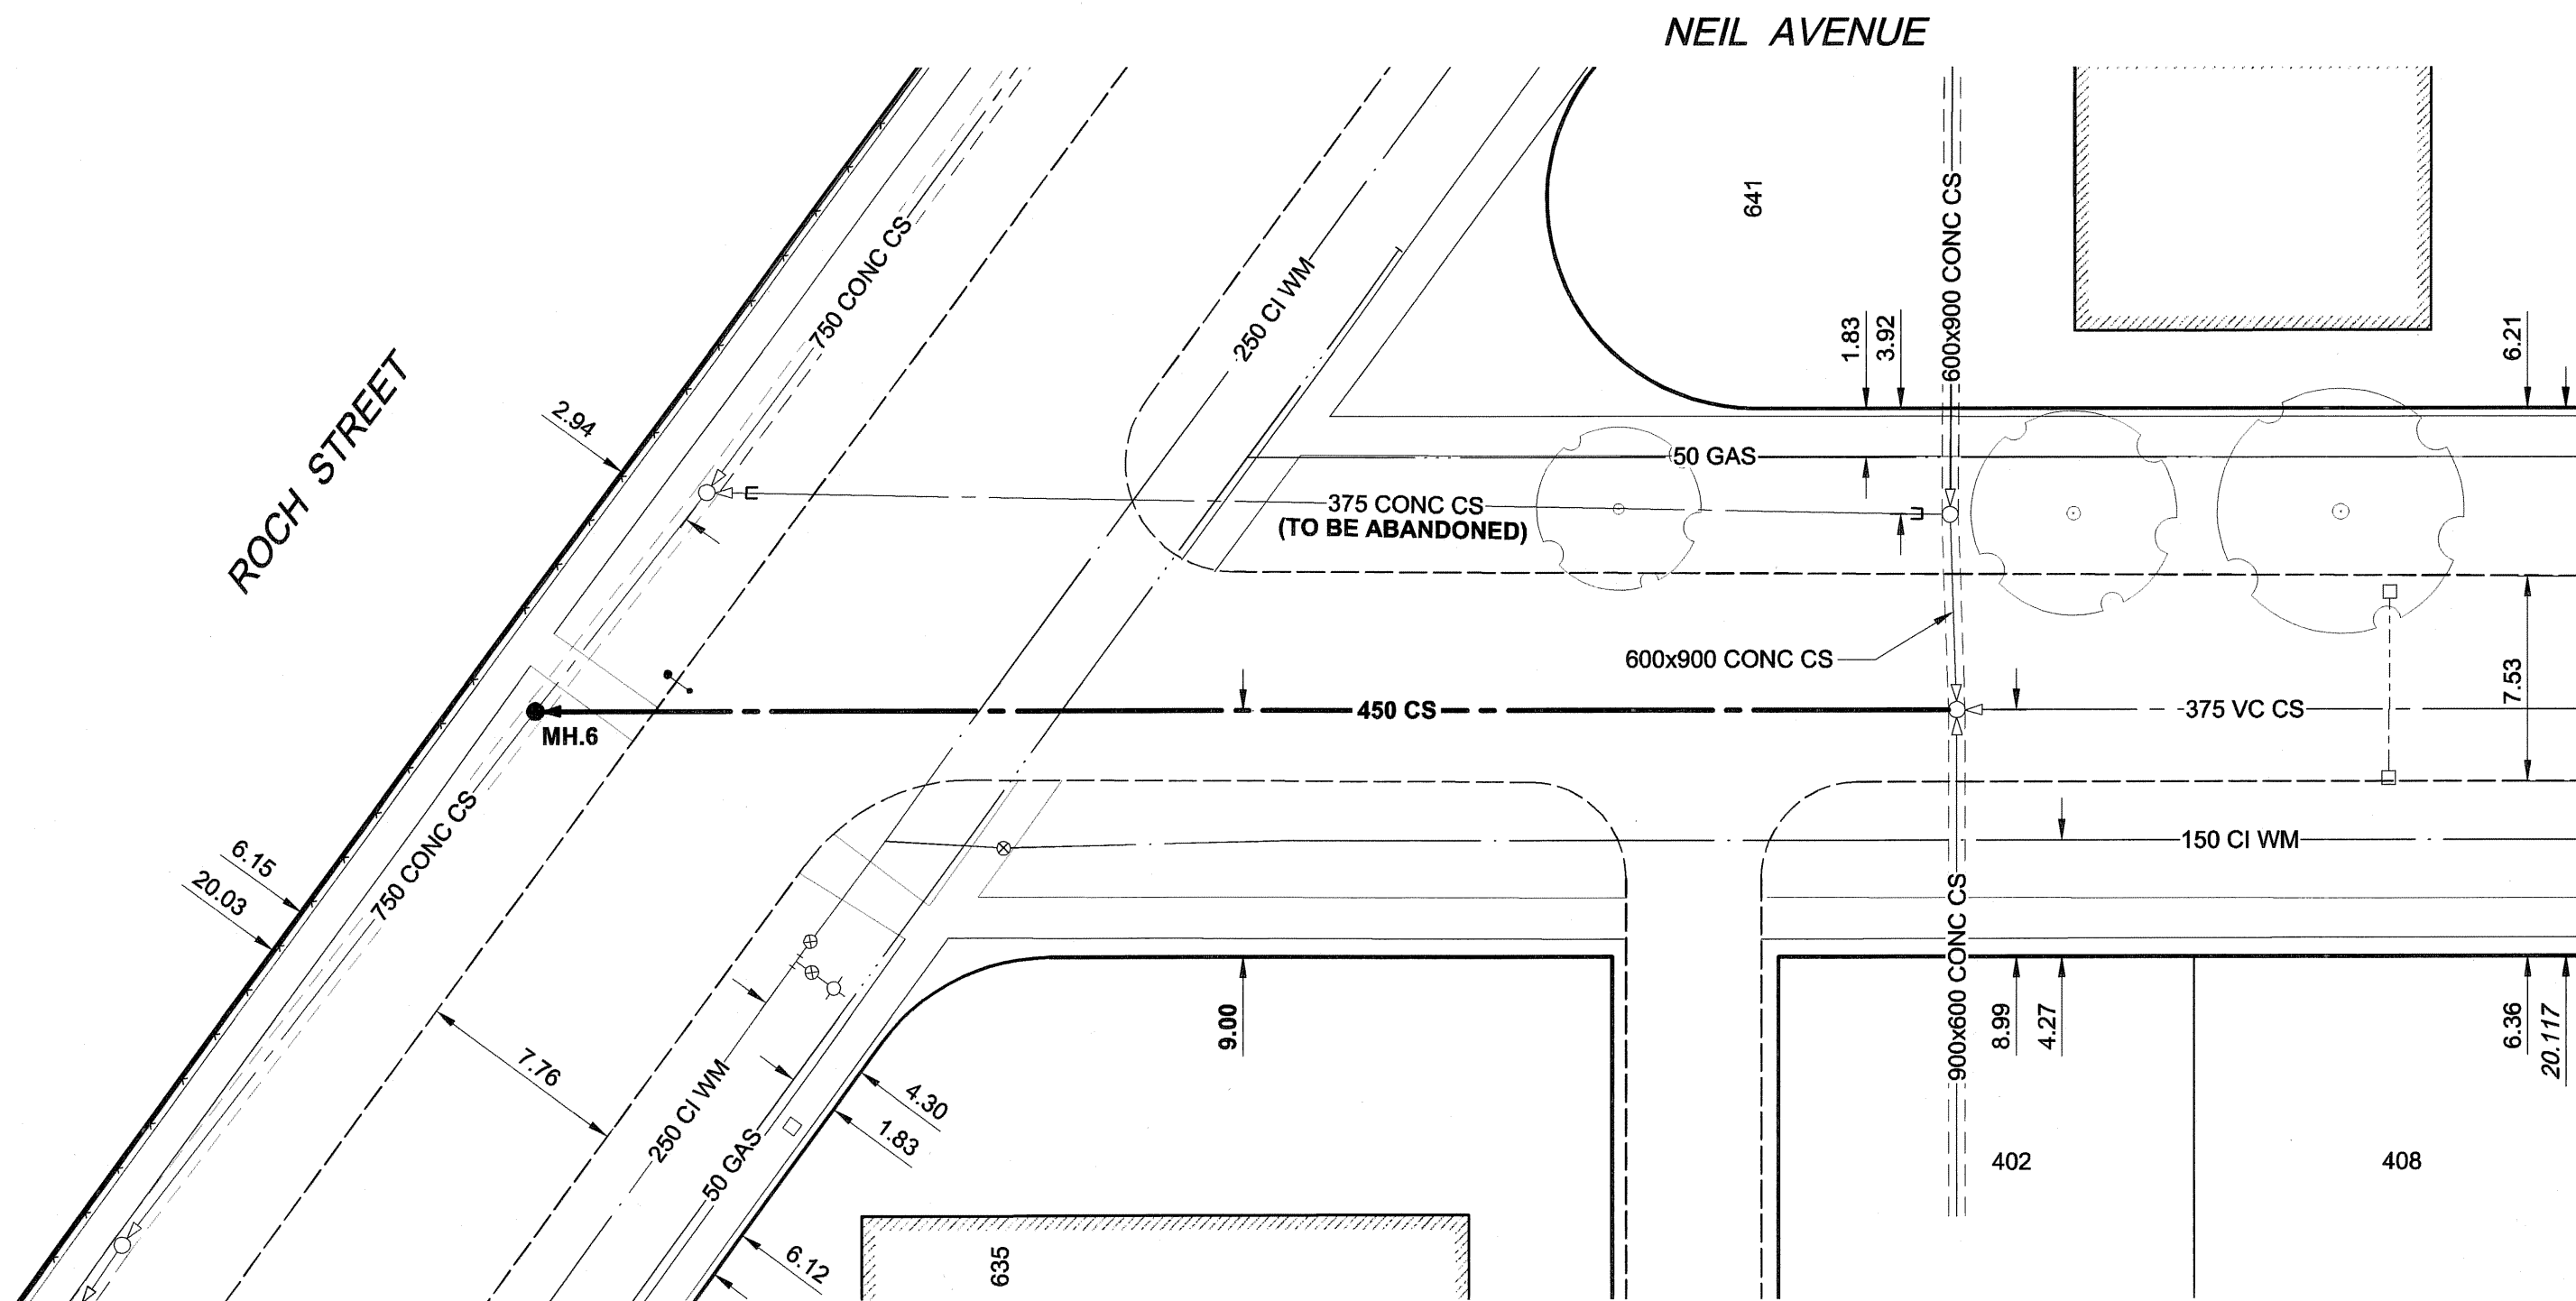 NEIL AVENUE
ROCH STREET
750 CONC CS
250 CI WM
641
600x900 CONC CS
1.83
3.92
6.21
2.94
50 GAS
375 CONC CS
(TO BE ABANDONED)
600x900 CONC CS
7.53
450 CS
375 VC CS
MH.6
750 CONC CS
6.15
20.03
150 CI WM
900x600 CONC CS
9.00
8.99
4.27
6.36
20.117
7.76
250 CI WM
50 GAS
4.30
1.83
402
408
6.12
635